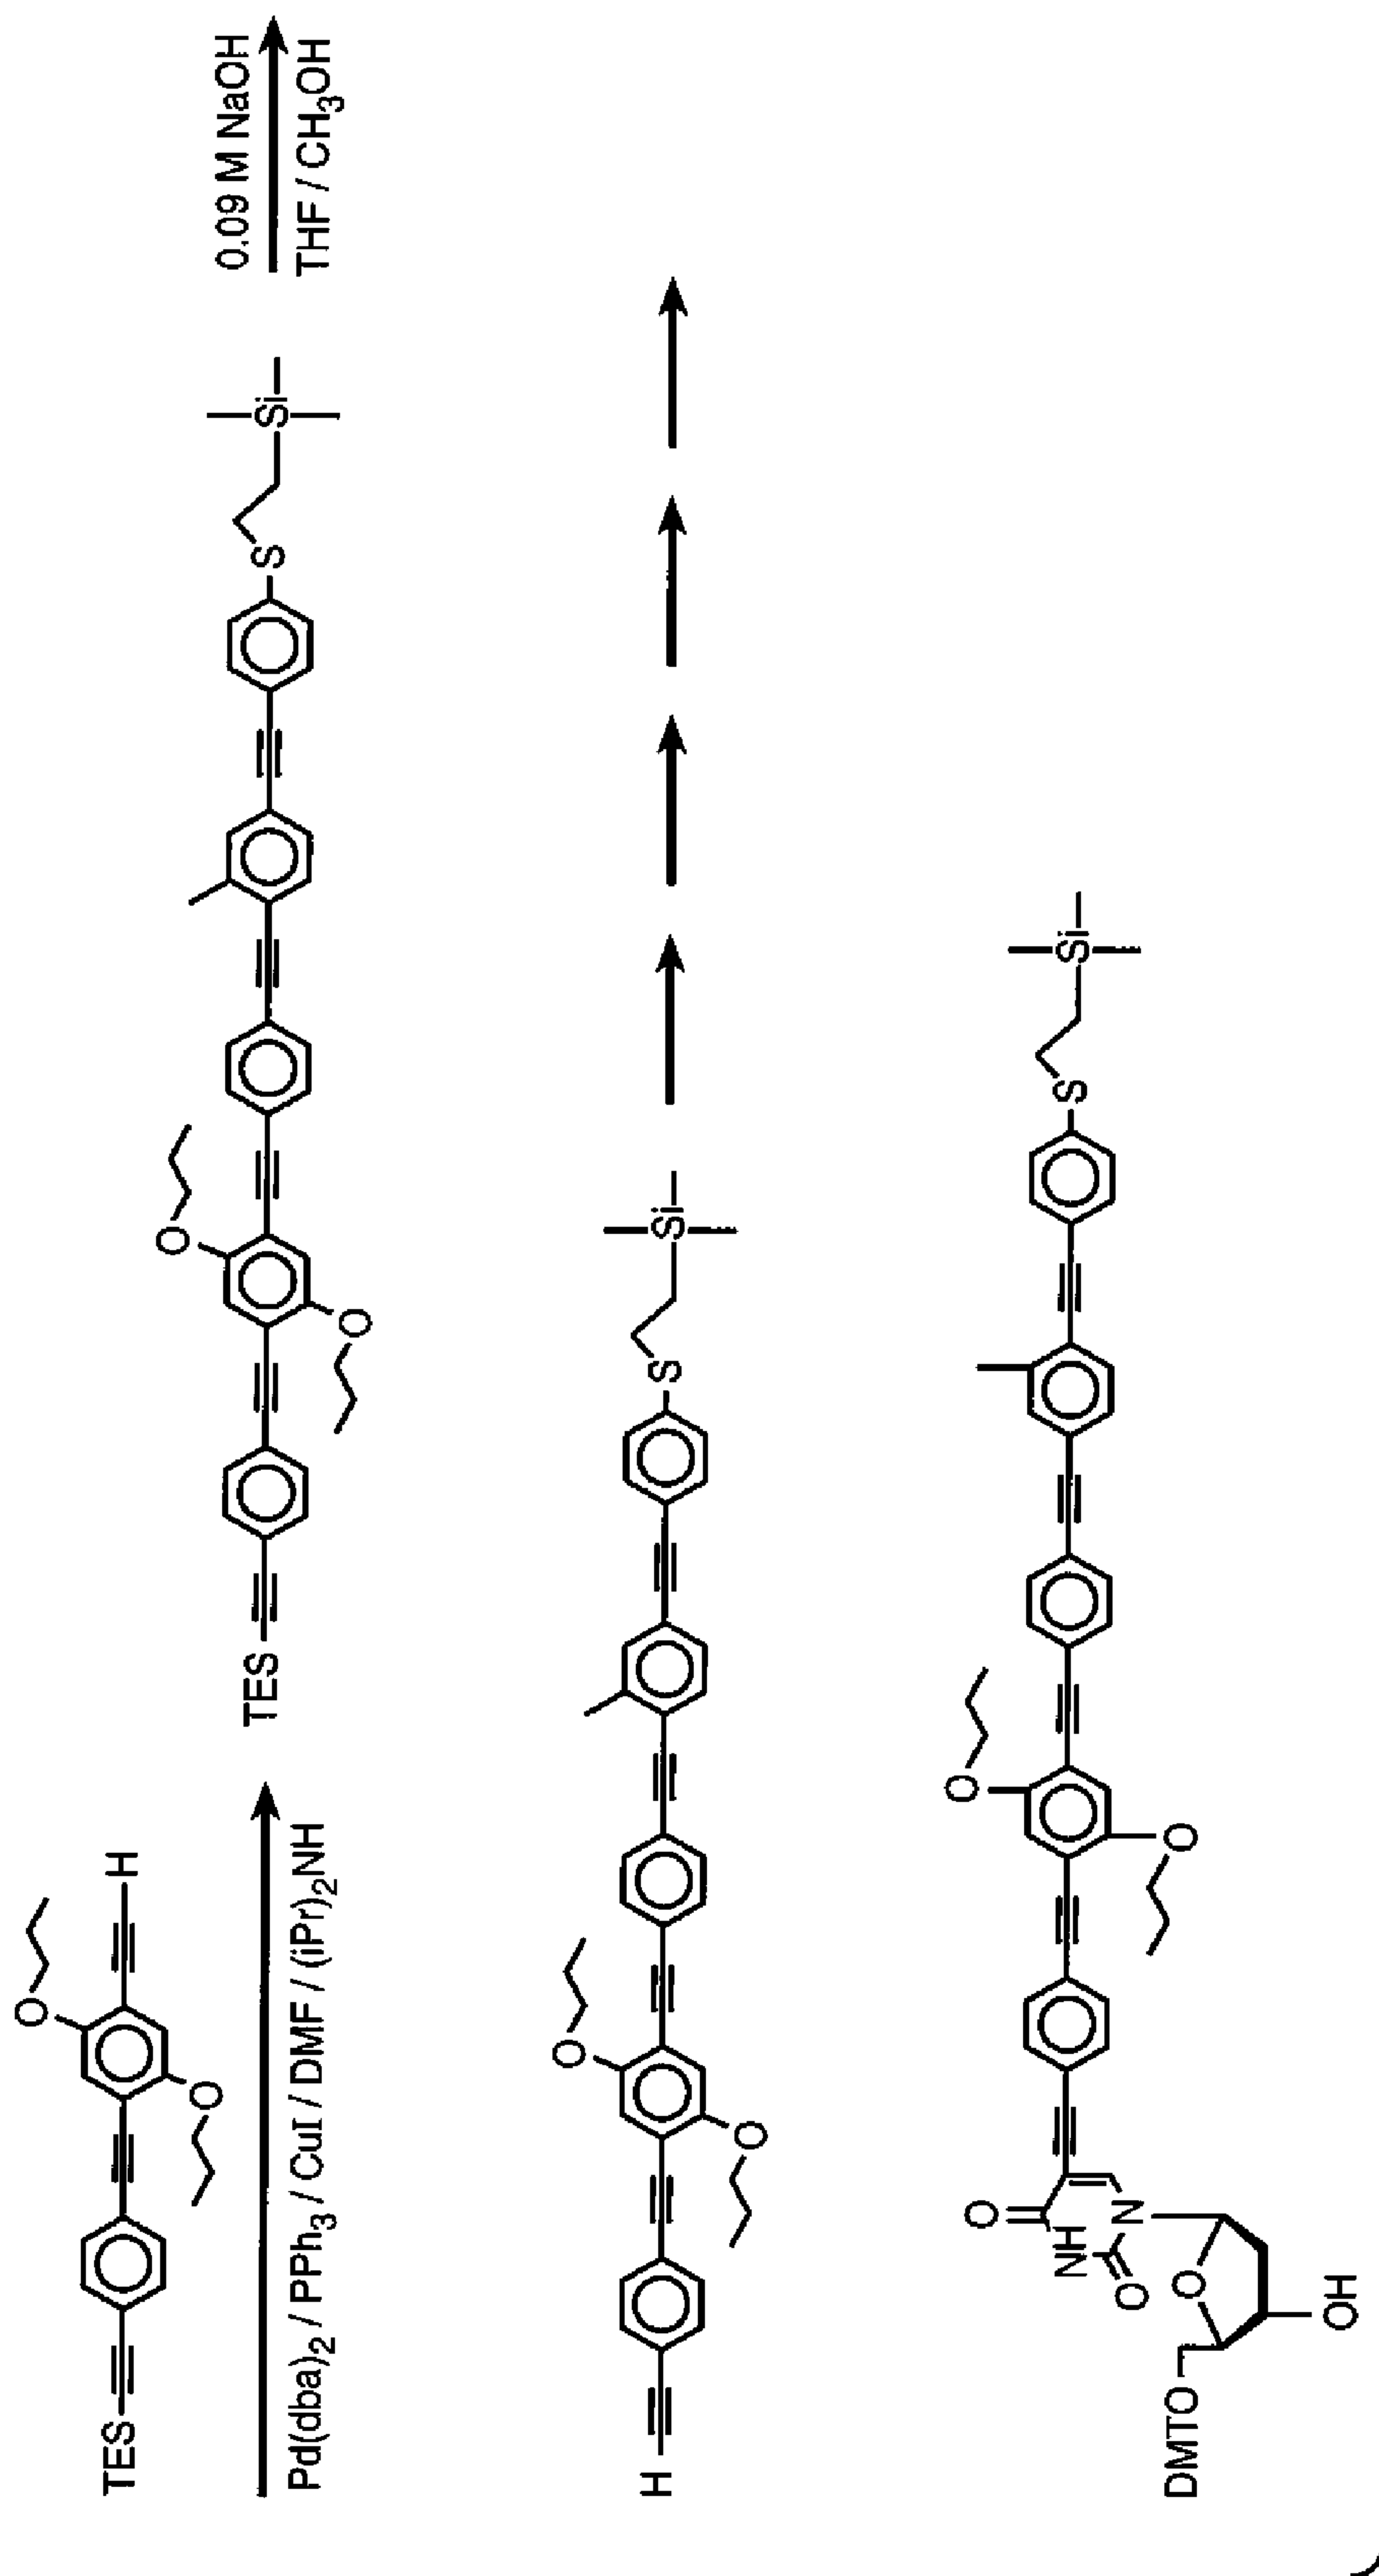 TES H
O
O
Pd(dba)2 / PPh3 / CuI / DMF / (iPr)2NH
TES S Si
O
O
0.09 M NaOH
THF / CH3OH
H S Si
O
O
O
NH
N
O
O
DMTO
OH
O
O
S Si